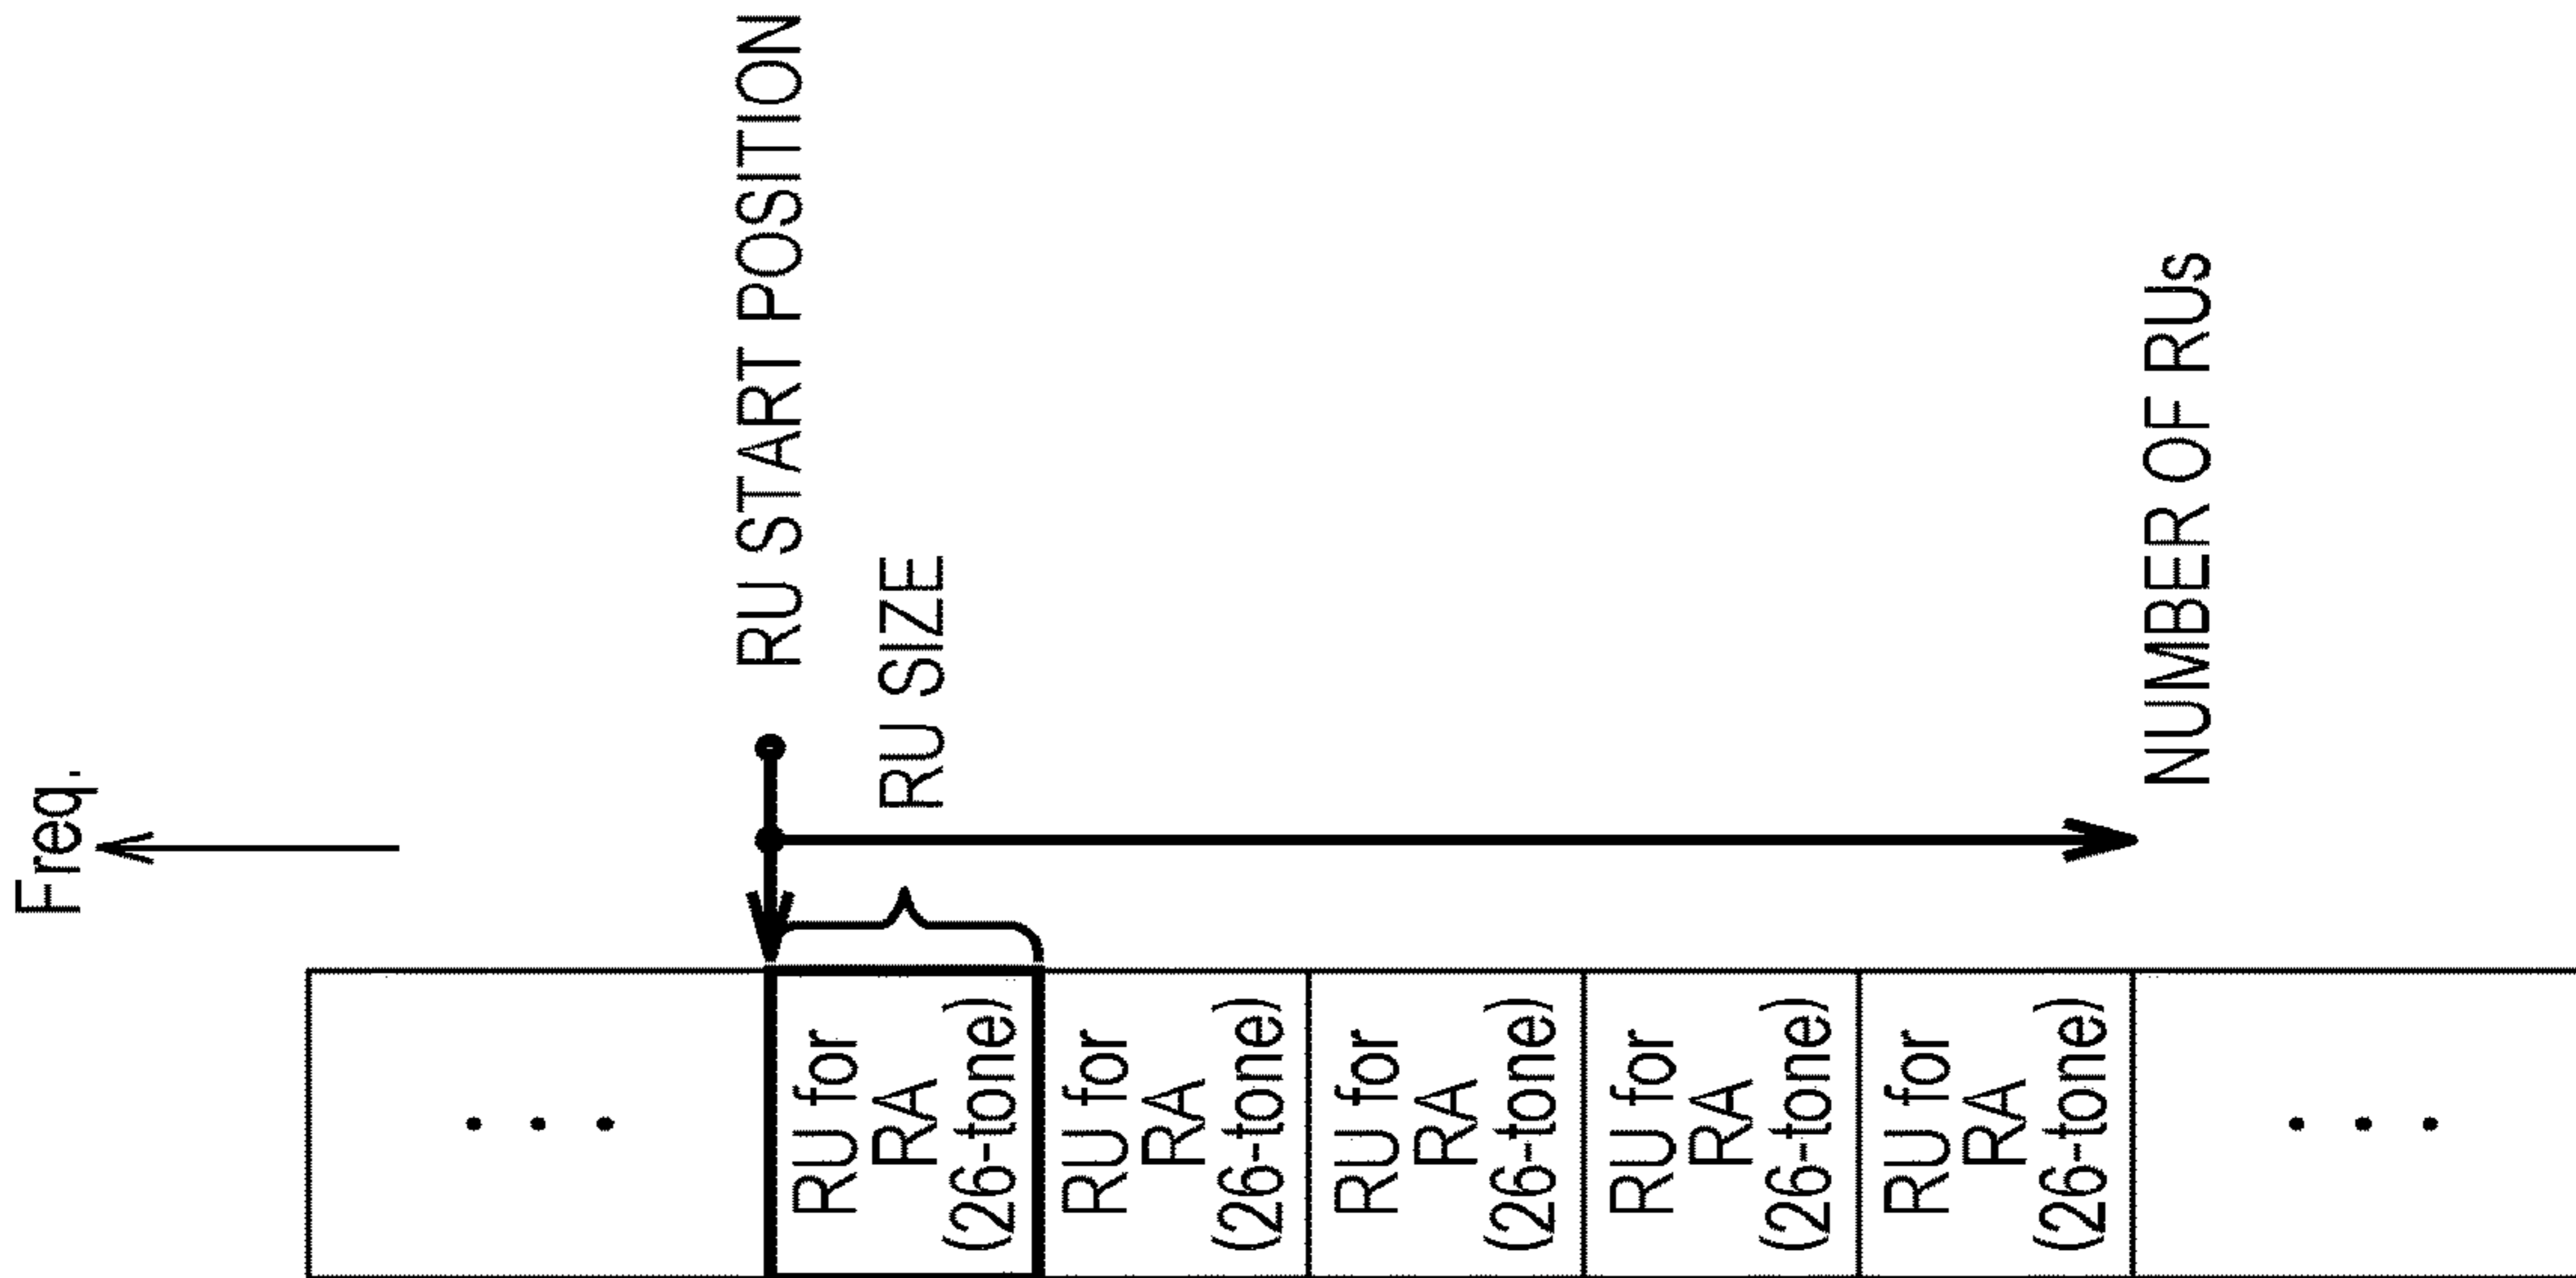 Freq.
. . .
RU START POSITION
RU for
RA
(26-tone)
RU SIZE
RU for
RA
(26-tone)
RU for
RA
(26-tone)
RU for
RA
(26-tone)
RU for
RA
(26-tone)
NUMBER OF RUs
. . .